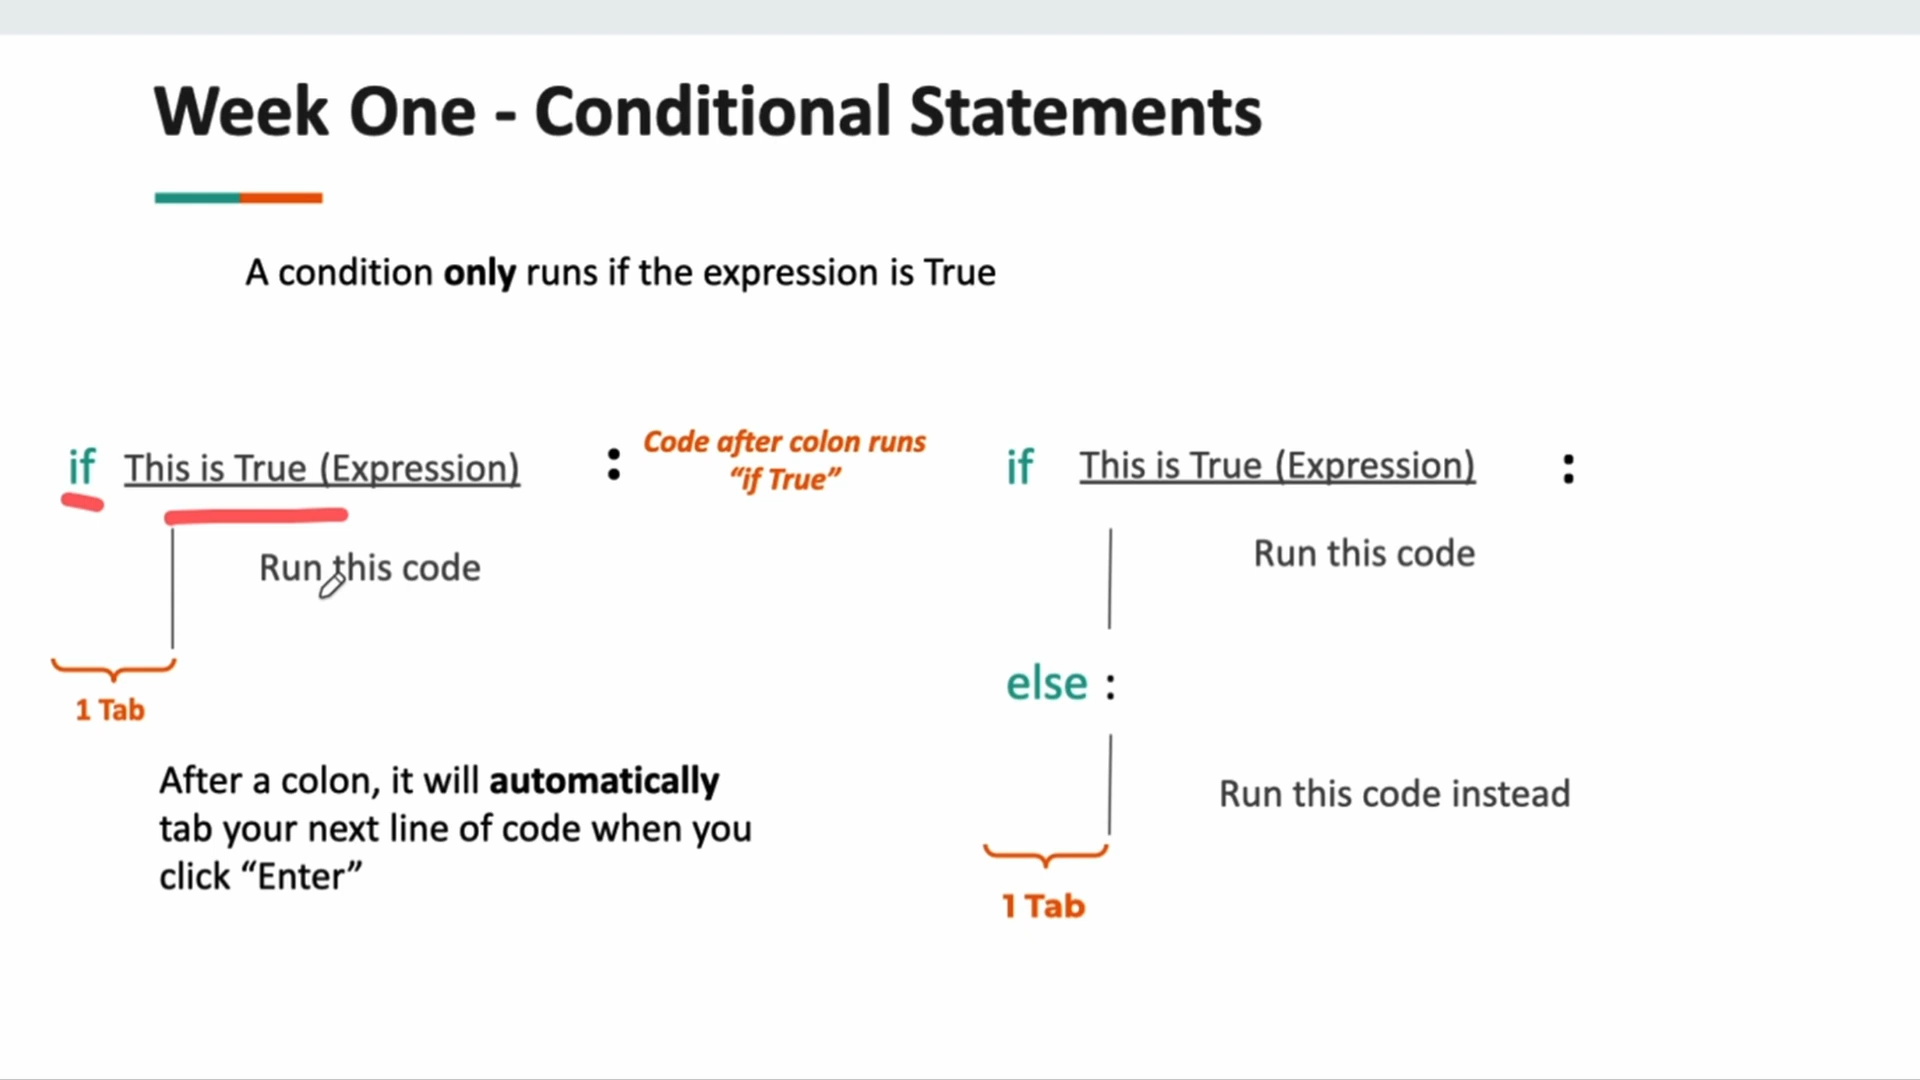 Week One - Conditional Statements
A condition only runs if the expression is True
if This is True (Expression) :
Code after colon runs
“if True”
Run this code
1 Tab
After a colon, it will automatically
tab your next line of code when you
click “Enter”
if This is True (Expression) :
Run this code
else :
Run this code instead
1 Tab